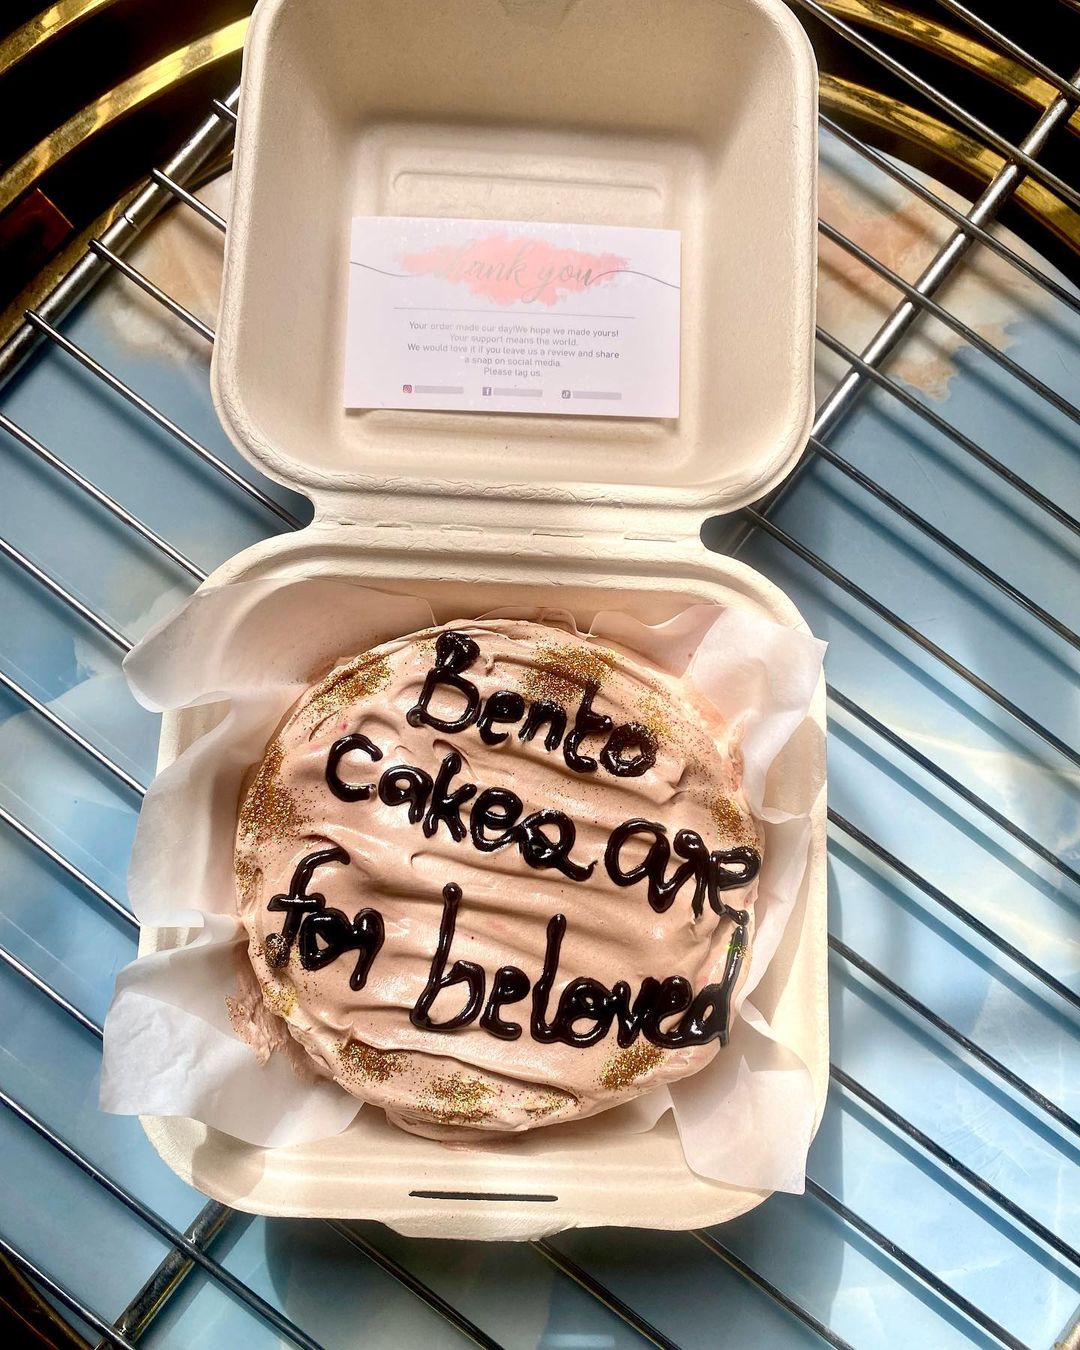 thank you
Your order made our day!We hope we made yours!
Your support means the world.
We would love it if you leave us a review and share
a snap on social media.
Please tag us.
Bento
Cakes are
for beloved